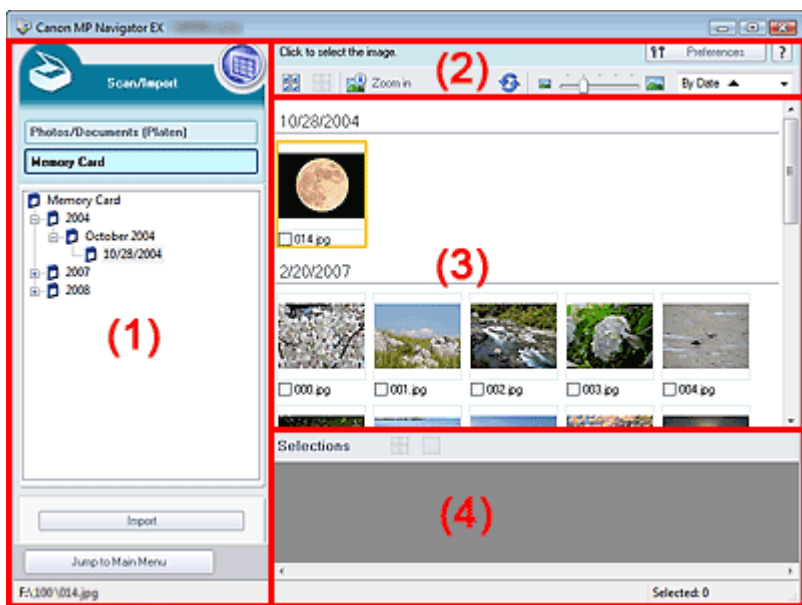 Canon MP Navigator EX
Scan/Import
Photos/Documents (Platen)
Memory Card
Memory Card
2004
October 2004
10/28/2004
2007
2008
(1)
Import
Jump to Main Menu
F:\100\014.jpg
Click to select the image.
Preferences
?
Zoom in
(2)
By Date
10/28/2004
014.jpg
(3)
2/20/2007
000.jpg
001.jpg
002.jpg
003.jpg
004.jpg
Selections
(4)
Selected: 0